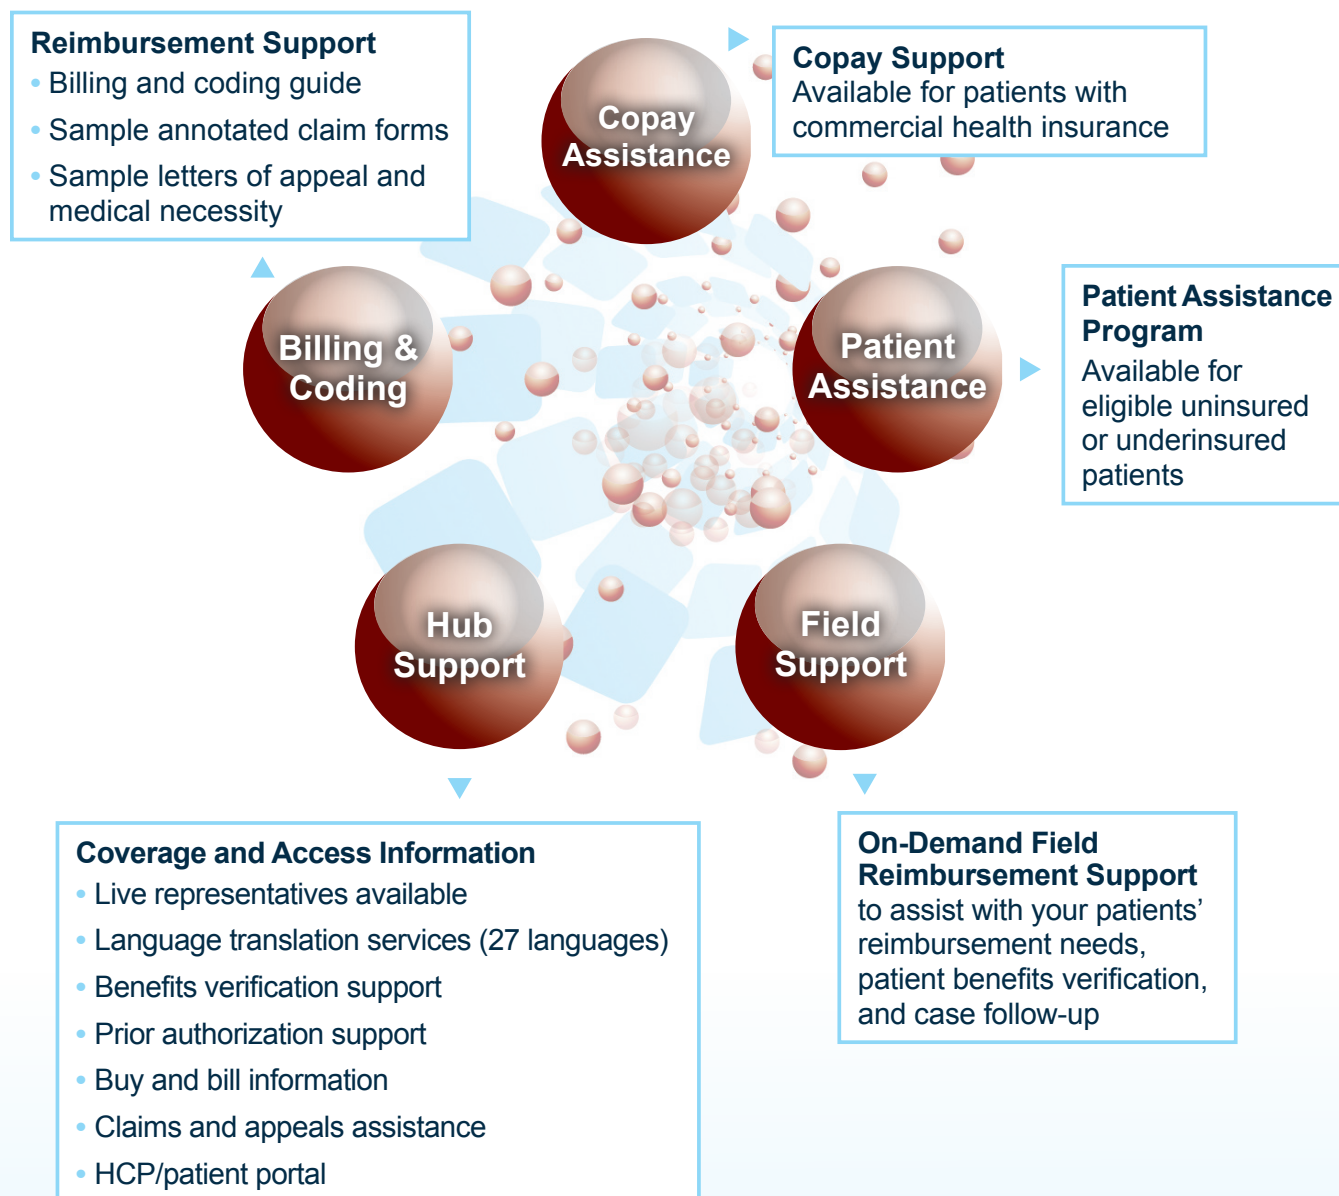 Reimbursement Support
• Billing and coding guide
• Sample annotated claim forms
• Sample letters of appeal and
medical necessity
Copay
Assistance
Copay Support
Available for patients with
commercial health insurance
Billing &
Coding
Patient
Assistance
Patient Assistance
Program
Available for
eligible uninsured
or underinsured
patients
Hub
Support
Field
Support
Coverage and Access Information
• Live representatives available
• Language translation services (27 languages)
• Benefits verification support
• Prior authorization support
• Buy and bill information
• Claims and appeals assistance
• HCP/patient portal
On-Demand Field
Reimbursement Support
to assist with your patients’
reimbursement needs,
patient benefits verification,
and case follow-up